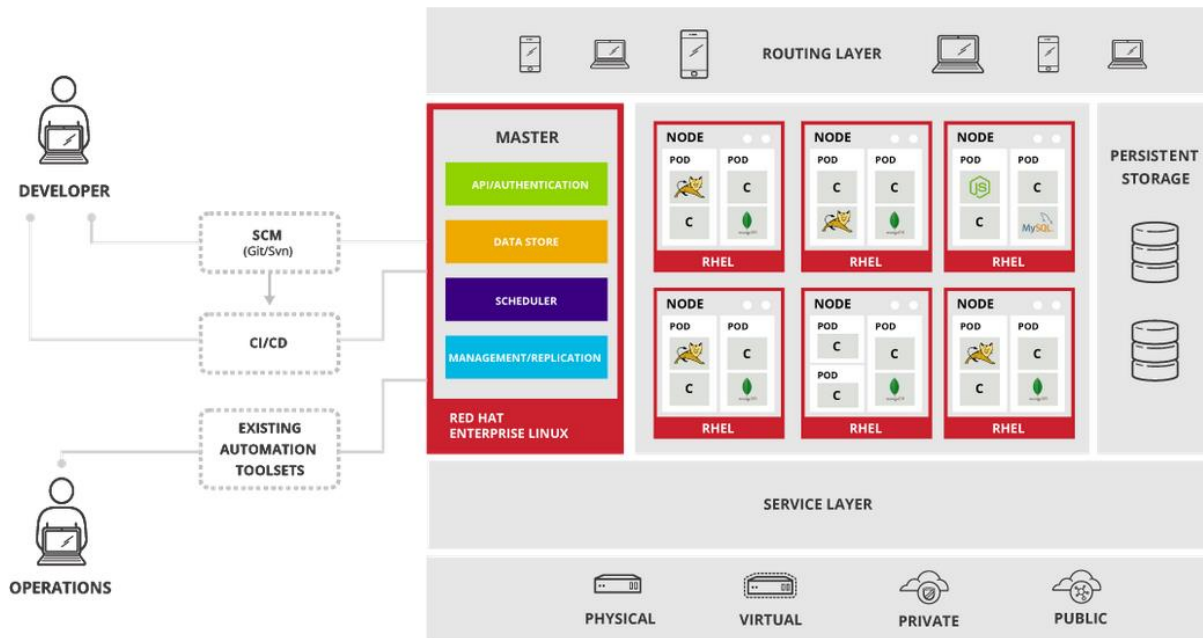 ROUTING LAYER
DEVELOPER
SCM
(Git/Svn)
CI/CD
EXISTING
AUTOMATION
TOOLSETS
OPERATIONS
MASTER
API/AUTHENTICATION
DATA STORE
SCHEDULER
MANAGEMENT/REPLICATION
RED HAT
ENTERPRISE LINUX
NODE
POD POD
C
C
RHEL
NODE
POD POD
C C
RHEL
NODE
POD POD
JS C
C MySQL
RHEL
NODE
POD POD
C
C
RHEL
NODE
POD POD
C C
POD
C
RHEL
NODE
POD POD
C
C
RHEL
PERSISTENT
STORAGE
SERVICE LAYER
PHYSICAL
VIRTUAL
PRIVATE
PUBLIC